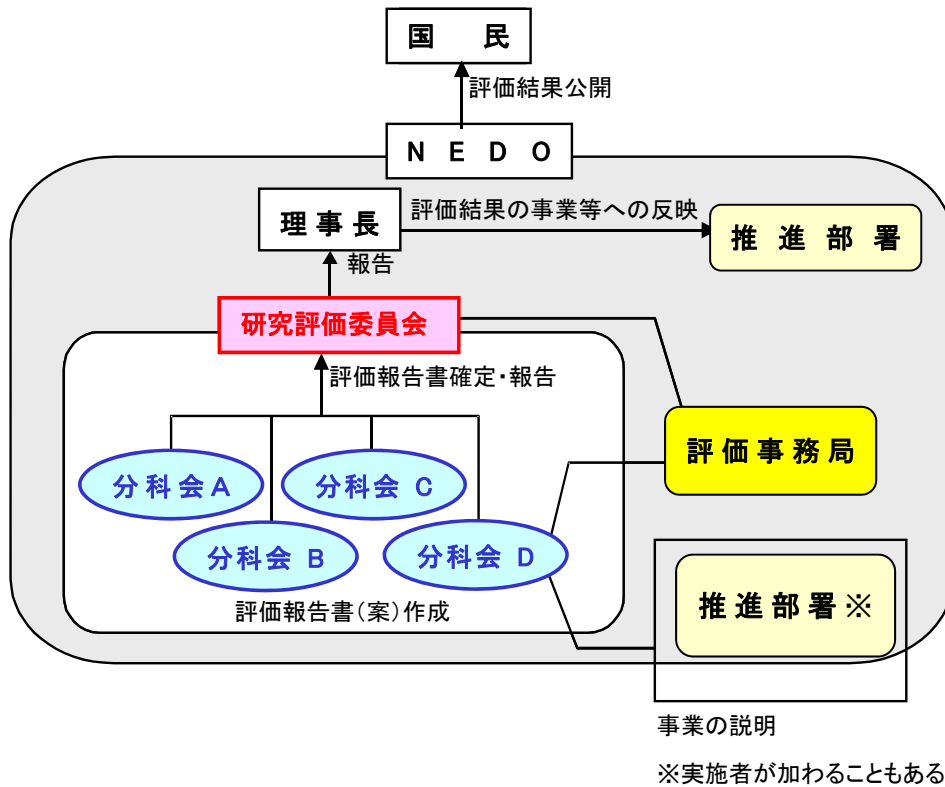 国　民
評価結果公開
ＮＥＤＯ
理事長
評価結果の事業等への反映
推進部署
報告
研究評価委員会
評価報告書確定・報告
評価事務局
分科会Ａ
分科会 Ｃ
分科会 Ｂ
分科会 Ｄ
推進部署※
評価報告書（案）作成
事業の説明
※実施者が加わることもある